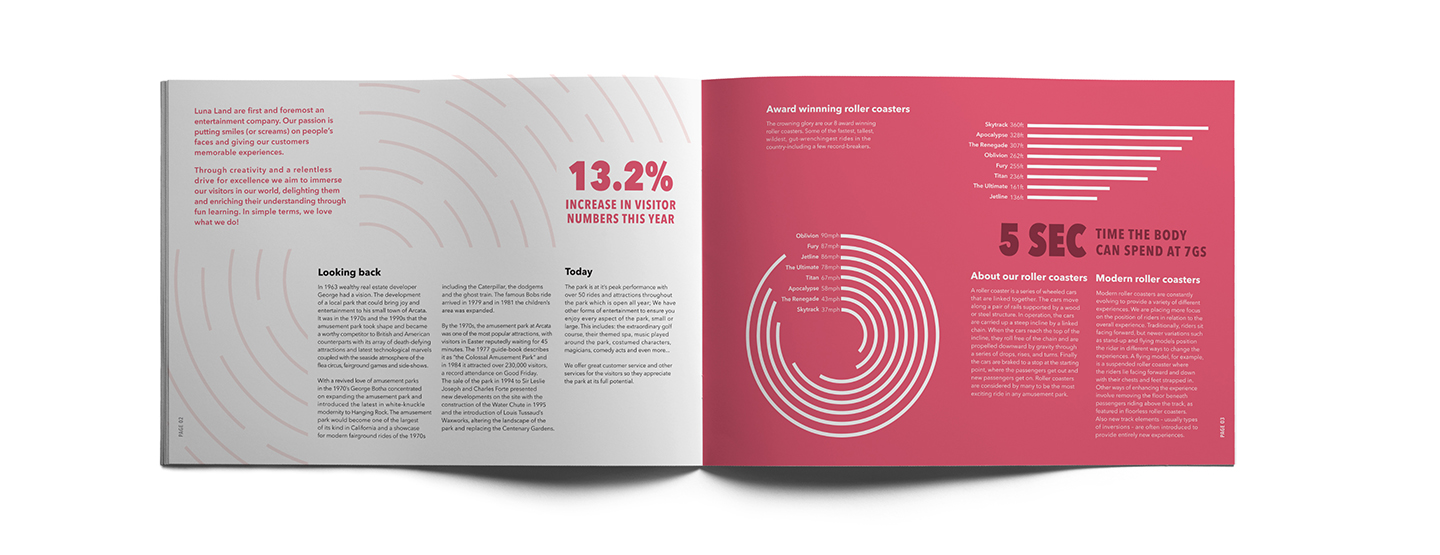 Luna Land are first and foremost an
entertainment company. Our passion is
putting smiles (or screams) on people's
faces and giving our customers
memorable experiences.
Through creativity and a relentless
drive for excellence we aim to immerse
our visitors in our world, delighting them
and enriching their understanding through
fun learning. In simple terms, we love
what we do!
13.2%
INCREASE IN VISITOR
NUMBERS THIS YEAR
Looking back
In 1963 wealthy real estate developer
George had a vision. The development
of a local park that could bring joy and
entertainment to his small town of Arcata.
It was in the 1970s and the 1990s that the
amusement park took shape and became
a worthy competitor to British and American
counterparts with its array of death-defying
attractions and latest technological marvels
coupled with the seaside atmosphere of the
flea circus, fairground games and side-shows.
With a revived love of amusement parks
in the 1970's George Botha concentrated
on expanding the amusement park and
introduced the latest in white-knuckle
modernity to Hanging Rock. The amusement
park would become one of the largest
of its kind in California and a showcase
for modern fairground rides of the 1970s
including the Caterpillar, the dodgems
and the ghost train. The famous Bobs ride
arrived in 1979 and in 1981 the children's
area was expanded.
By the 1970s, the amusement park at Arcata
was one of the most popular attractions, with
visitors in Easter reputedly waiting for 45
minutes. The 1977 guide-book describes
it as "the Colossal Amusement Park" and
in 1984 it attracted over 230,000 visitors,
a record attendance on Good Friday.
The sale of the park in 1994 to Sir Leslie
Joseph and Charles Forte presented
new developments on the site with the
construction of the Water Chute in 1995
and the introduction of Louis Tussaud's
Waxworks, altering the landscape of the
park and replacing the Centenary Gardens.
Today
The park is at it's peak performance with
over 50 rides and attractions throughout
the park which is open all year; We have
other forms of entertainment to ensure you
enjoy every aspect of the park, small or
large. This includes: the extraordinary golf
course, their themed spa, music played
around the park, costumed characters,
magicians, comedy acts and even more...
We offer great customer service and other
services for the visitors so they appreciate
the park at its full potential.
PAGE 02
Award winnning roller coasters
The crowning glory are our 8 award winning
roller coasters. Some of the fastest, tallest,
wildest, gut-wrenchingest rides in the
country-including a few record-breakers.
Skytrack 360ft
Apocalypse 328ft
The Renegade 307ft
Oblivion 262ft
Fury 255ft
Titan 236ft
The Ultimate 161ft
Jetline 136ft
5 SEC
TIME THE BODY
CAN SPEND AT 7GS
Oblivion 90mph
Fury 87mph
Jetline 86mph
The Ultimate 78mph
Titan 67mph
Apocalypse 58mph
The Renegade 43mph
Skytrack 37mph
About our roller coasters
A roller coaster is a series of wheeled cars
that are linked together. The cars move
along a pair of rails supported by a wood
or steel structure. In operation, the cars
are carried up a steep incline by a linked
chain. When the cars reach the top of the
incline, they roll free of the chain and are
propelled downward by gravity through
a series of drops, rises, and turns. Finally
the cars are braked to a stop at the starting
point, where the passengers get out and
new passengers get on. Roller coasters
are considered by many to be the most
exciting ride in any amusement park.
Modern roller coasters
Modern roller coasters are constantly
evolving to provide a variety of different
experiences. We are placing more focus
on the position of riders in relation to the
overall experience. Traditionally, riders sit
facing forward, but newer variations such
as stand-up and flying models position
the rider in different ways to change the
experiences. A flying model, for example,
is a suspended roller coaster where
the riders lie facing forward and down
with their chests and feet strapped in.
Other ways of enhancing the experience
involve removing the floor beneath
passengers riding above the track, as
featured in floorless roller coasters.
Also new track elements - usually types
of inversions - are often introduced to
provide entirely new experiences.
PAGE 03